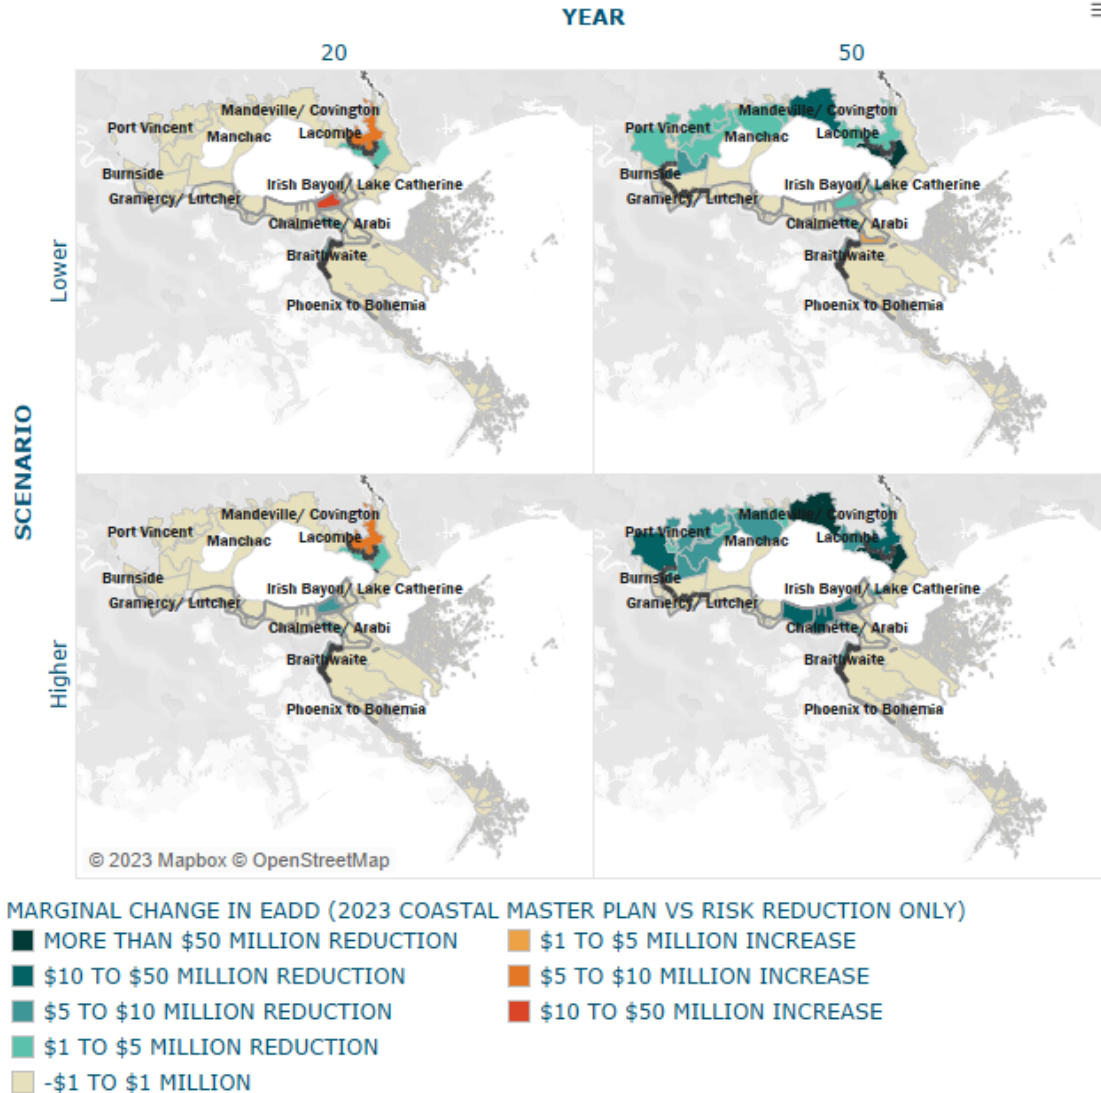 YEAR
20
50
Mandeville/ Covington
Port Vincent
Manchac
Lacombe
Burnside
Irish Bayou/ Lake Catherine
Gramercy/ Lutcher
Chalmette/ Arabi
Braithwaite
Phoenix to Bohemia
Mandeville/ Covington
Port Vincent
Manchac
Lacombe
Burnside
Irish Bayou/ Lake Catherine
Gramercy/ Lutcher
Chalmette/ Arabi
Braithwaite
Phoenix to Bohemia
Lower
SCENARIO
Higher
Mandeville/ Covington
Port Vincent
Manchac
Lacombe
Burnside
Irish Bayou/ Lake Catherine
Gramercy/ Lutcher
Chalmette/ Arabi
Braithwaite
Phoenix to Bohemia
Mandeville/ Covington
Port Vincent
Manchac
Lacombe
Burnside
Irish Bayou/ Lake Catherine
Gramercy/ Lutcher
Chalmette/ Arabi
Braithwaite
Phoenix to Bohemia
© 2023 Mapbox © OpenStreetMap
MARGINAL CHANGE IN EADD (2023 COASTAL MASTER PLAN VS RISK REDUCTION ONLY)
MORE THAN $50 MILLION REDUCTION
$10 TO $50 MILLION REDUCTION
$5 TO $10 MILLION REDUCTION
$1 TO $5 MILLION REDUCTION
-$1 TO $1 MILLION
$1 TO $5 MILLION INCREASE
$5 TO $10 MILLION INCREASE
$10 TO $50 MILLION INCREASE